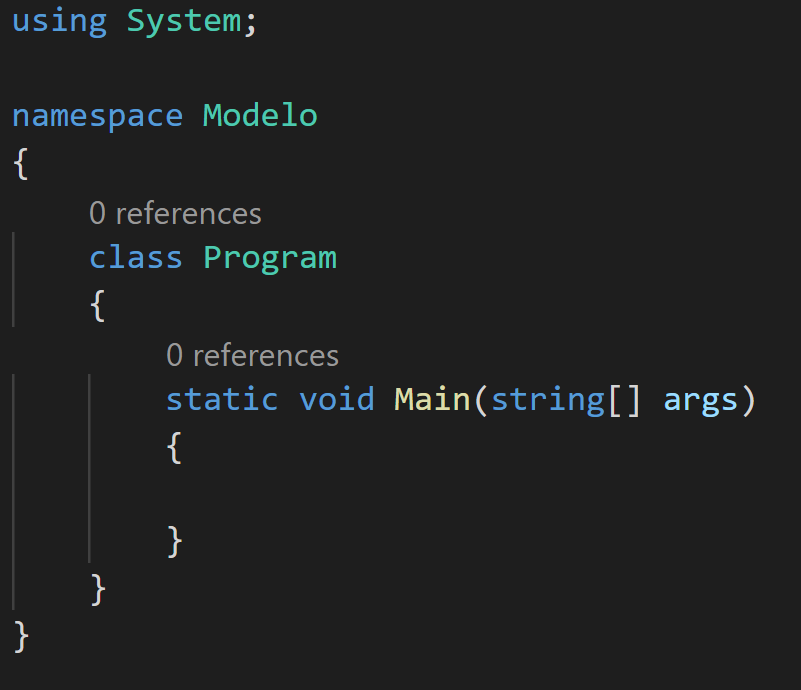 using System;

namespace Modelo
{
    0 references
    class Program
    {
        0 references
        static void Main(string[] args)
        {

        }
    }
}